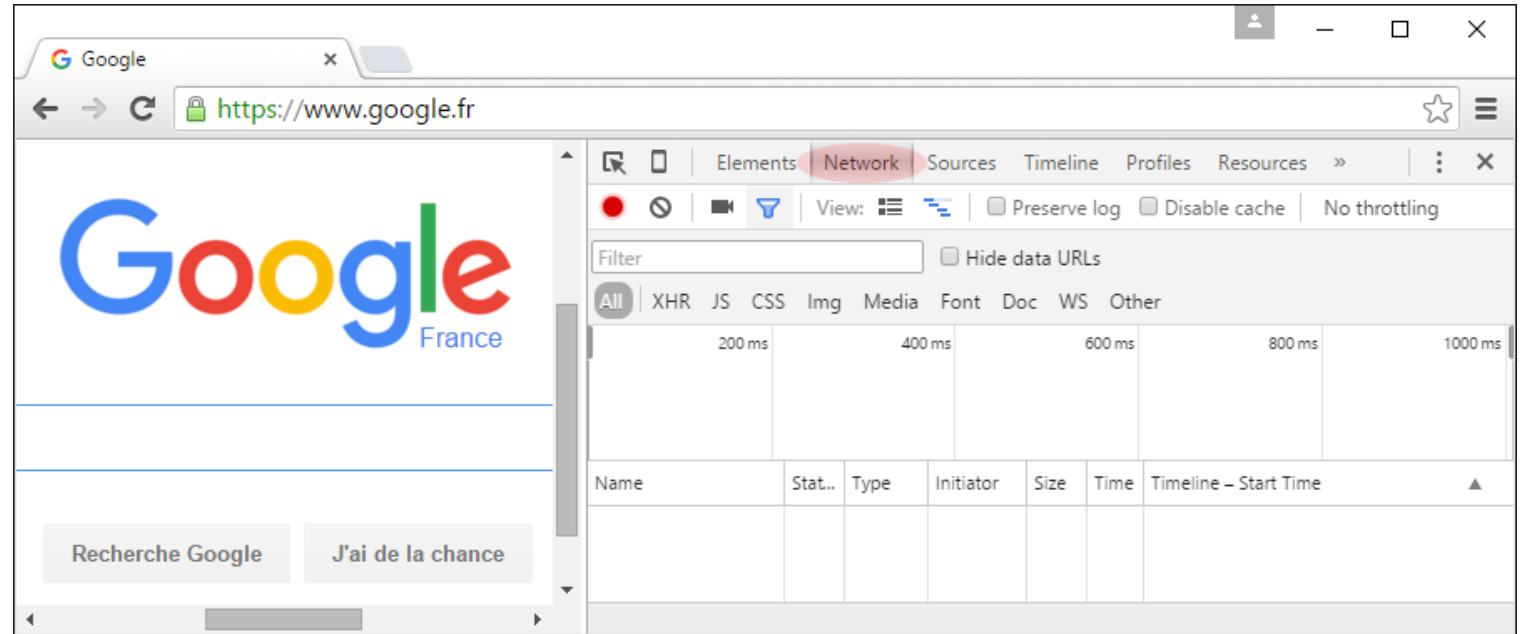 Google
https://www.google.fr
Google
France
Recherche Google J'ai de la chance
Elements Network Sources Timeline Profiles Resources »
View: Preserve log Disable cache No throttling
Filter Hide data URLs
All XHR JS CSS Img Media Font Doc WS Other
200 ms 400 ms 600 ms 800 ms 1000 ms
Name Stat... Type Initiator Size Time Timeline – Start Time